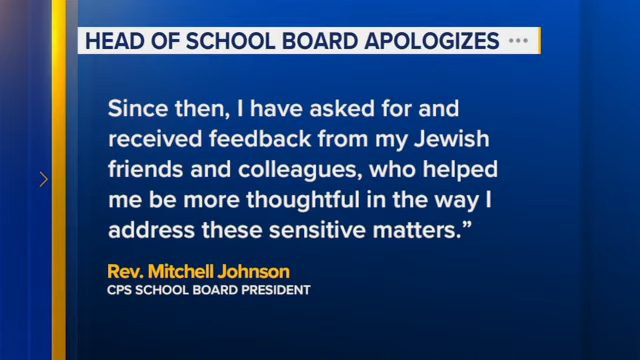 HEAD OF SCHOOL BOARD APOLOGIZES ...
Since then, I have asked for and
received feedback from my Jewish
friends and colleagues, who helped
me be more thoughtful in the way I
address these sensitive matters.”
Rev. Mitchell Johnson
CPS SCHOOL BOARD PRESIDENT